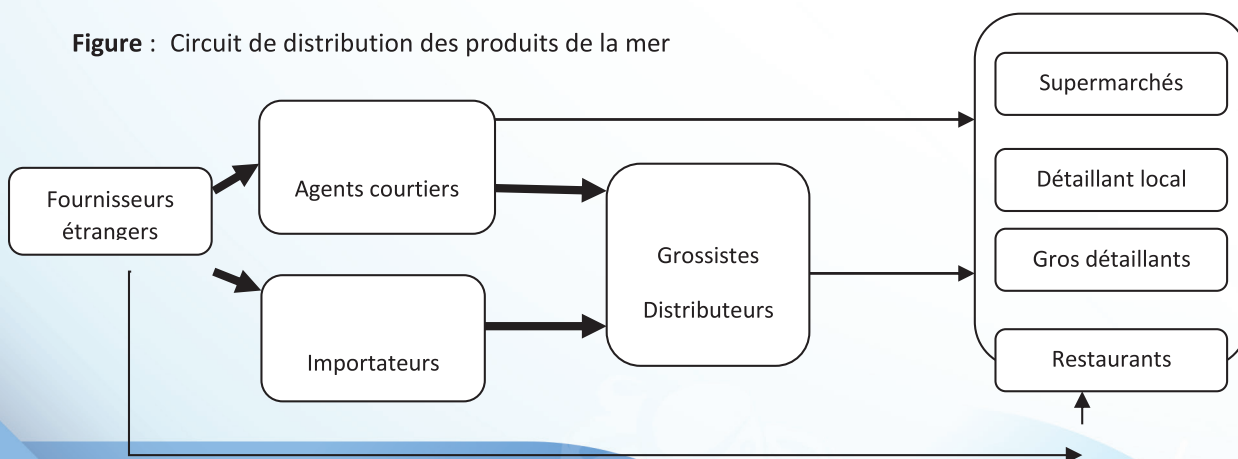 Figure : Circuit de distribution des produits de la mer
Fournisseurs
étrangers
Agents courtiers
Importateurs
Grossistes
Distributeurs
Supermarchés
Détaillant local
Gros détaillants
Restaurants